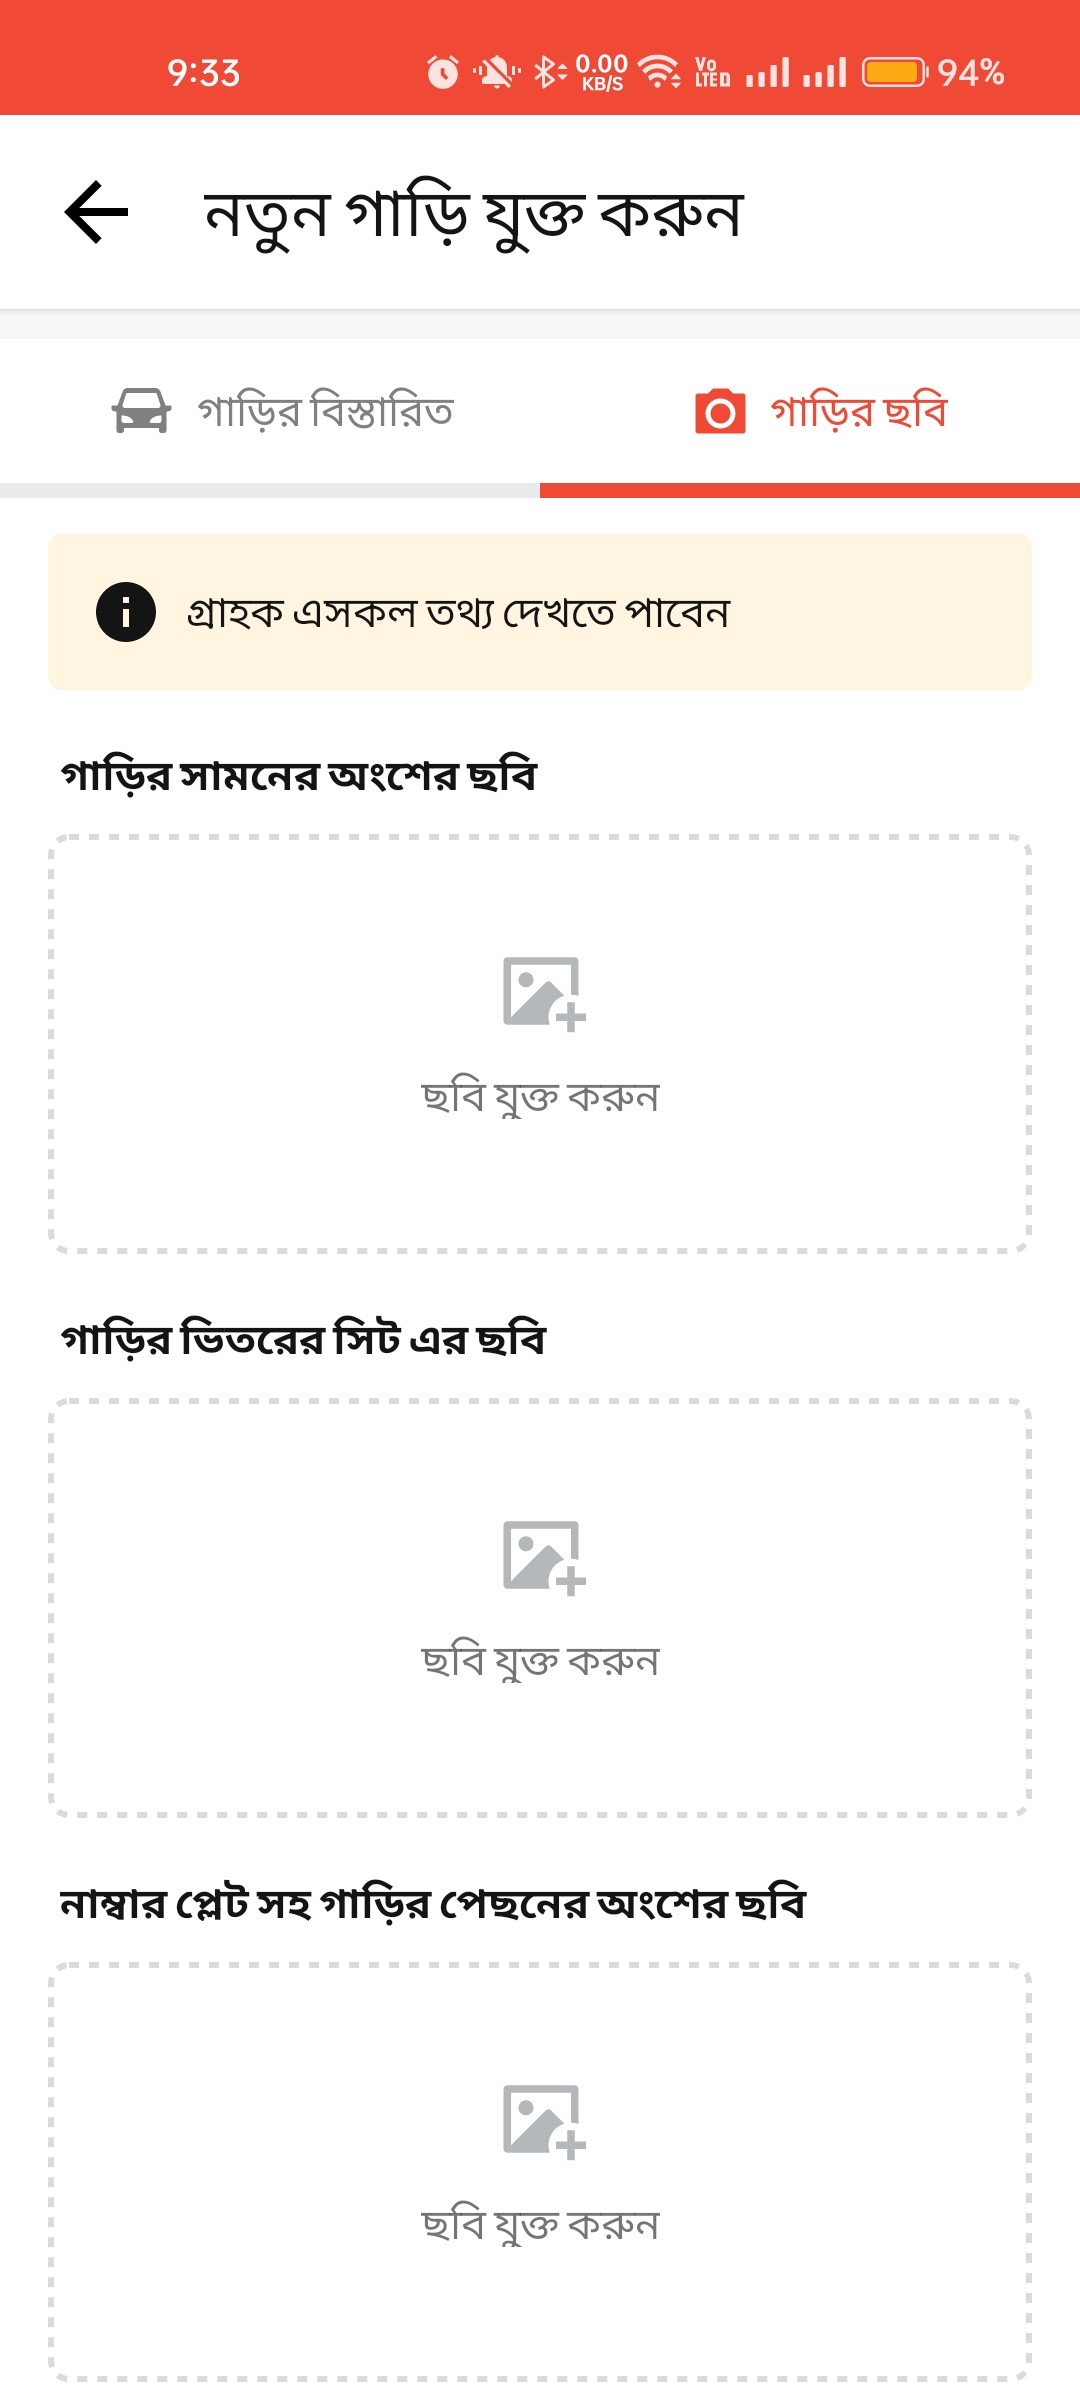 9:33 0.00 KB/S Vo LTE D 94%
নতুন গাড়ি যুক্ত করুন
গাড়ির বিস্তারিত গাড়ির ছবি
গ্রাহক এসকল তথ্য দেখতে পাবেন
গাড়ির সামনের অংশের ছবি
ছবি যুক্ত করুন
গাড়ির ভিতরের সিট এর ছবি
ছবি যুক্ত করুন
নাম্বার প্লেট সহ গাড়ির পেছনের অংশের ছবি
ছবি যুক্ত করুন